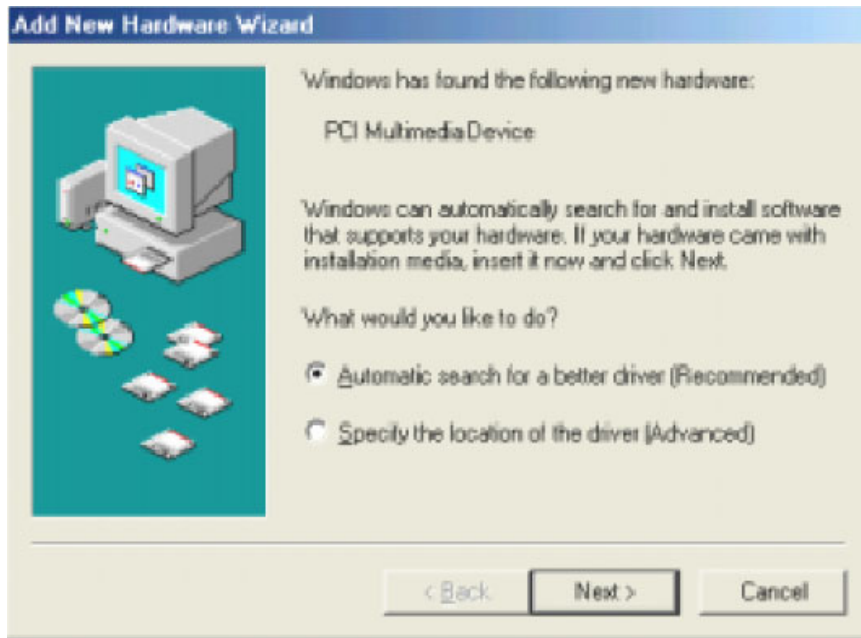 Add New Hardware Wizard
Windows has found the following new hardware:
PCI Multimedia Device
Windows can automatically search for and install software
that supports your hardware. If your hardware came with
installation media, insert it now and click Next.
What would you like to do?
Automatic search for a better driver (Recommended)
Specify the location of the driver (Advanced)
< Back
Next >
Cancel